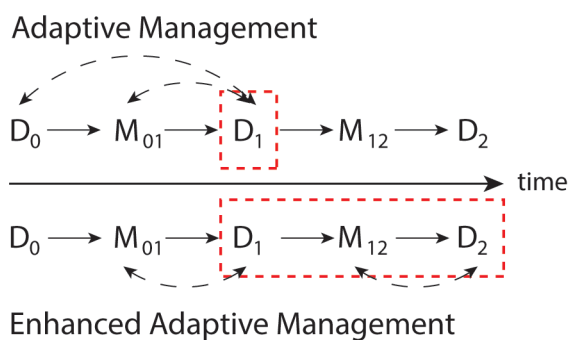 Adaptive Management
D₀ M₀₁ D₁ M₁₂ D₂
time
D₀ M₀₁ D₁ M₁₂ D₂
Enhanced Adaptive Management